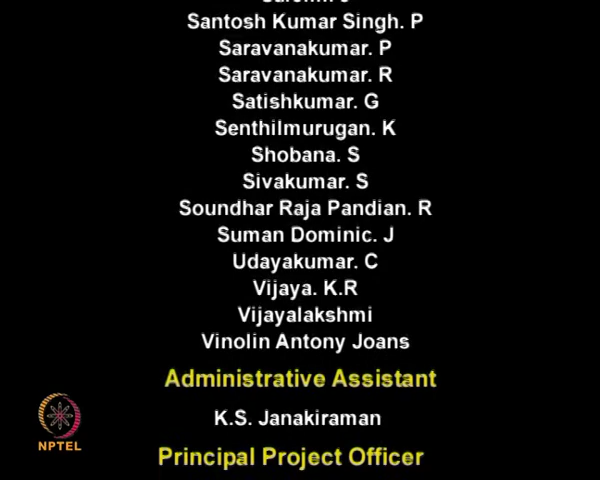 Santosh Kumar Singh. P
Saravanakumar. P
Saravanakumar. R
Satishkumar. G
Senthilmurugan. K
Shobana. S
Sivakumar. S
Soundhar Raja Pandian. R
Suman Dominic. J
Udayakumar. C
Vijaya. K.R
Vijayalakshmi
Vinolin Antony Joans
Administrative Assistant
K.S. Janakiraman
NPTEL
Principal Project Officer